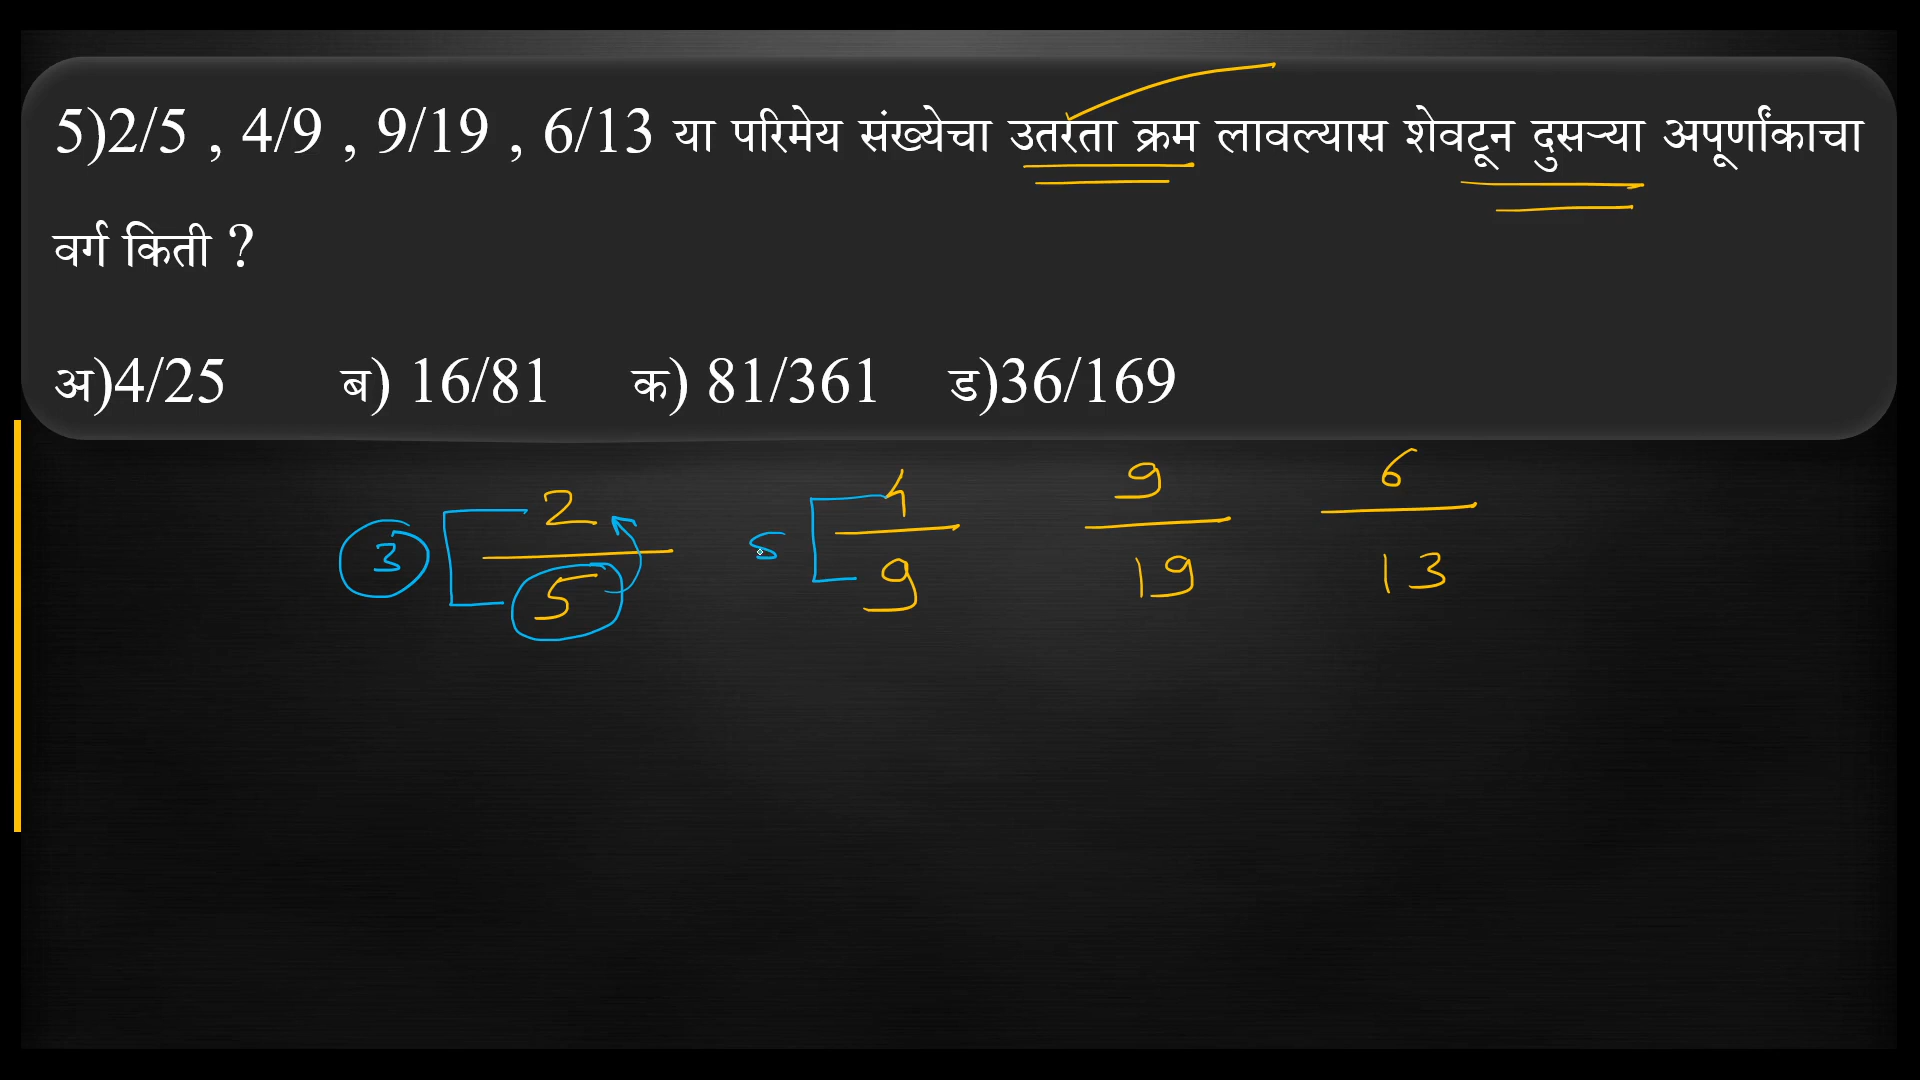 5)2/5 , 4/9 , 9/19 , 6/13 या परिमेय संख्येचा उतरता क्रम लावल्यास शेवटून दुसऱ्या अपूर्णांकाचा
वर्ग किती ?
अ)4/25 ब) 16/81 क) 81/361 ड)36/169
2 4 9 6
3 5
5 9 19 13